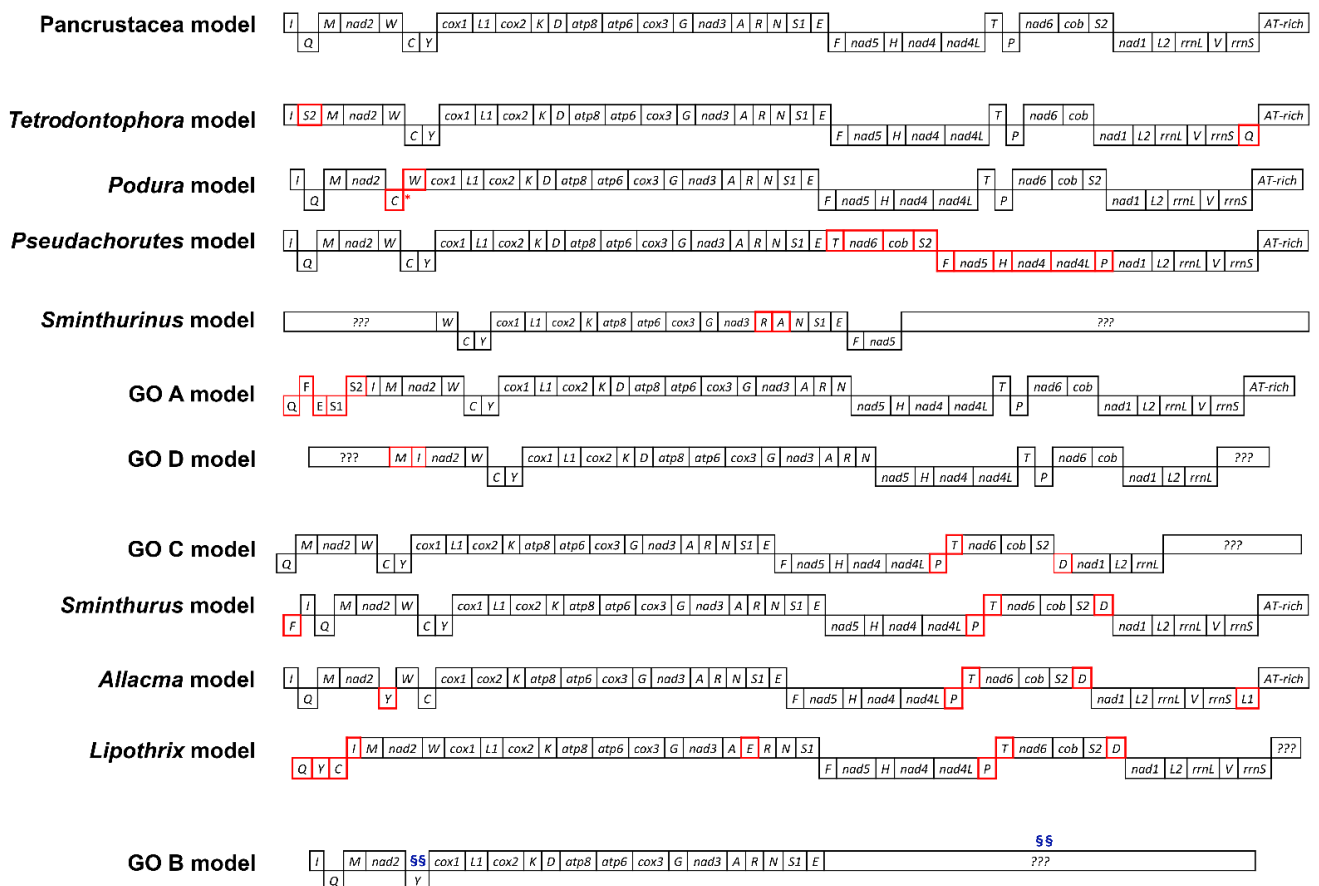 Pancrustacea model I M nad2 W cox1 L1 cox2 K D atp8 atp6 cox3 G nad3 A R N S1 E T nad6 cob S2 AT-rich
Q C Y F nad5 H nad4 nad4L P nad1 L2 rrnL V rrnS
Tetrodontophora model I S2 M nad2 W cox1 L1 cox2 K D atp8 atp6 cox3 G nad3 A R N S1 E T nad6 cob AT-rich
C Y F nad5 H nad4 nad4L P nad1 L2 rrnL V rrnS Q
Podura model I M nad2 W cox1 L1 cox2 K D atp8 atp6 cox3 G nad3 A R N S1 E T nad6 cob S2 AT-rich
Q C * F nad5 H nad4 nad4L P nad1 L2 rrnL V rrnS
Pseudachorutes model I M nad2 W cox1 L1 cox2 K D atp8 atp6 cox3 G nad3 A R N S1 E T nad6 cob S2 AT-rich
Q C Y F nad5 H nad4 nad4L P nad1 L2 rrnL V rrnS
Sminthurinus model ??? W cox1 L1 cox2 K atp8 atp6 cox3 G nad3 R A N S1 E ???
C Y F nad5
GO A model F S2 I M nad2 W cox1 L1 cox2 K D atp8 atp6 cox3 G nad3 A R N T nad6 cob AT-rich
Q E S1 C Y nad5 H nad4 nad4L P nad1 L2 rrnL V rrnS
GO D model ??? M I nad2 W cox1 L1 cox2 K D atp8 atp6 cox3 G nad3 A R N T nad6 cob ???
C Y nad5 H nad4 nad4L P nad1 L2 rrnL
GO C model M nad2 W cox1 L1 cox2 K atp8 atp6 cox3 G nad3 A R N S1 E T nad6 cob S2 ???
Q C Y F nad5 H nad4 nad4L P D nad1 L2 rrnL
Sminthurus model I M nad2 W cox1 L1 cox2 K atp8 atp6 cox3 G nad3 A R N S1 E T nad6 cob S2 D AT-rich
F Q C Y nad5 H nad4 nad4L P nad1 L2 rrnL V rrnS
Allacma model I M nad2 W cox1 cox2 K atp8 atp6 cox3 G nad3 A R N S1 E T nad6 cob S2 D AT-rich
Q Y C F nad5 H nad4 nad4L P nad1 L2 rrnL V rrnS L1
Lipothrix model I M nad2 W cox1 L1 cox2 K atp8 atp6 cox3 G nad3 A E R N S1 T nad6 cob S2 D ???
Q Y C F nad5 H nad4 nad4L P nad1 L2 rrnL V rrnS
§§
GO B model I M nad2 §§ cox1 L1 cox2 K D atp8 atp6 cox3 G nad3 A R N S1 E ???
Q Y